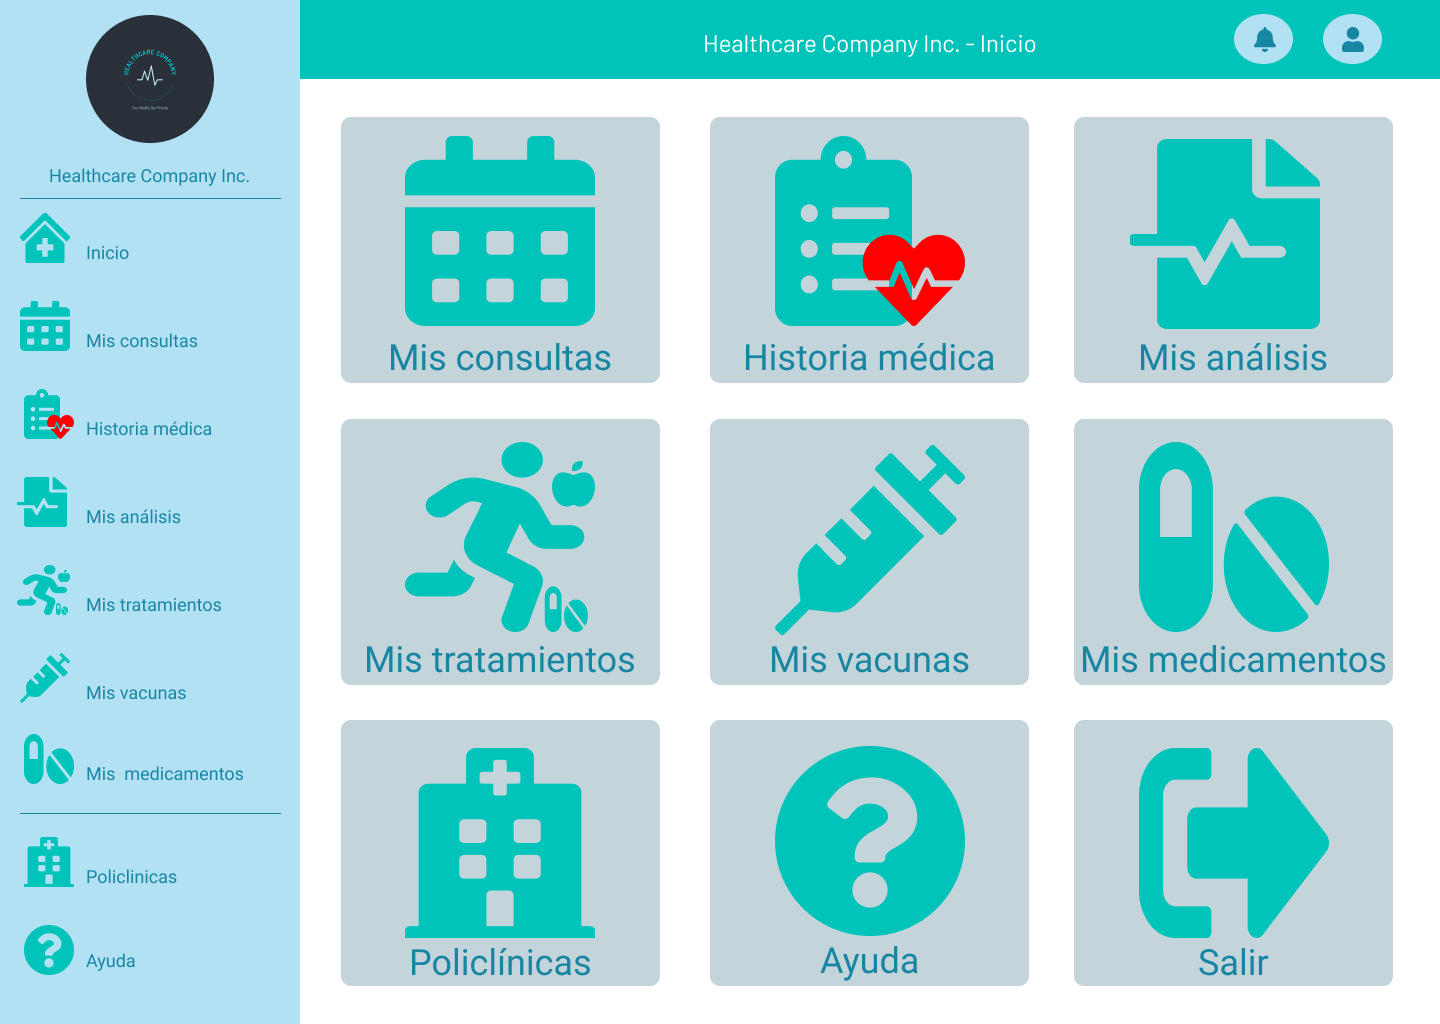 HEALTHCARE COMPANY
Your Health Our Priority
Healthcare Company Inc.
Inicio
Mis consultas
Historia médica
Mis análisis
Mis tratamientos
Mis vacunas
Mis  medicamentos
Policlinicas
Ayuda
Healthcare Company Inc. - Inicio
Mis consultas
Historia médica
Mis análisis
Mis tratamientos
Mis vacunas
Mis medicamentos
Policlínicas
Ayuda
Salir